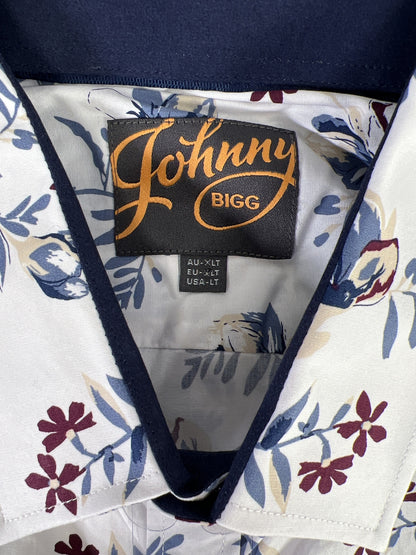 Johnny
BIGG
AU-XLT
EU-XLT
USA-LT